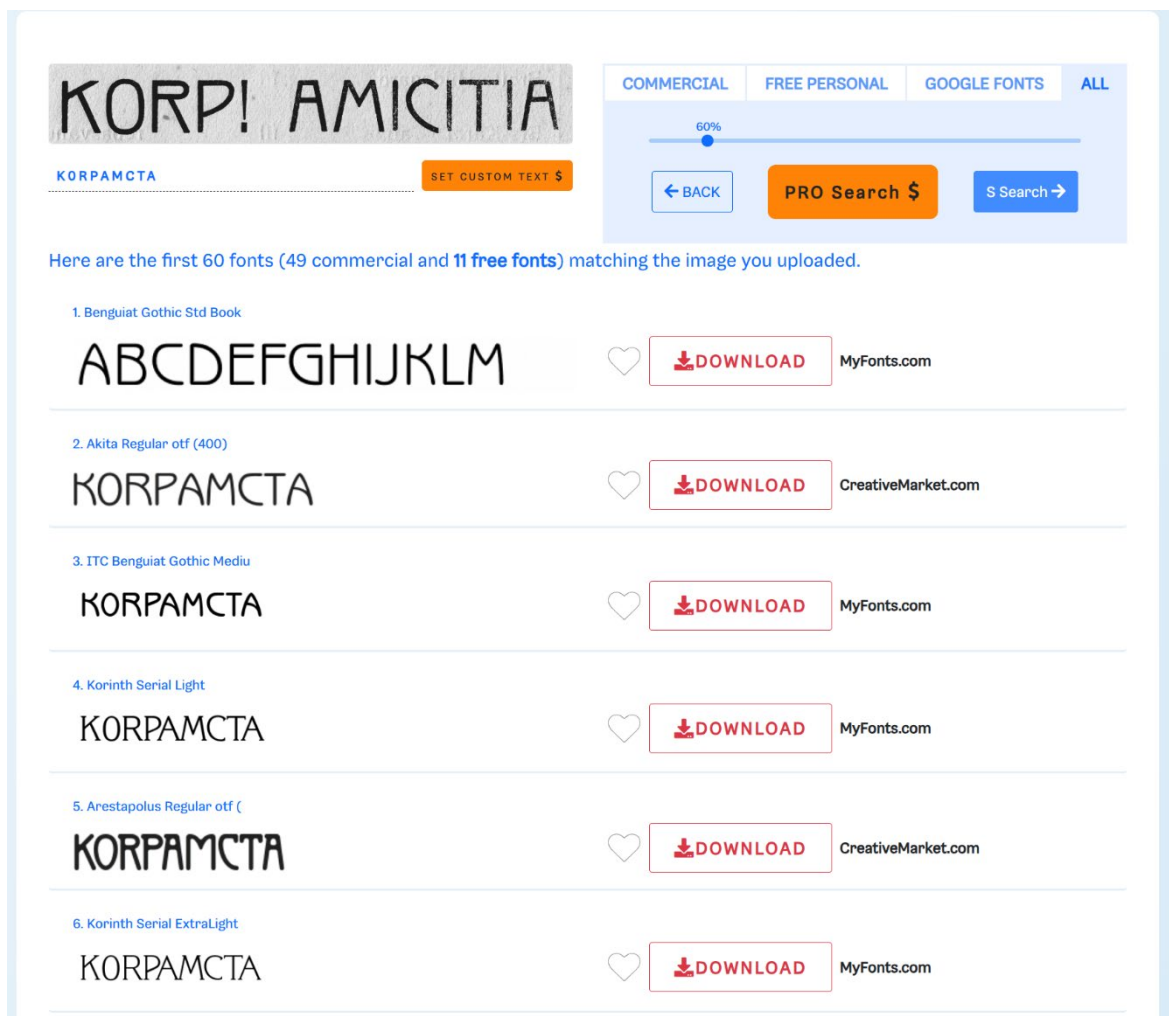 KORP! AMICITIA
KORPAMCTA
SET CUSTOM TEXT $
COMMERCIAL FREE PERSONAL GOOGLE FONTS ALL
60%
BACK PRO Search $ S Search
Here are the first 60 fonts (49 commercial and 11 free fonts) matching the image you uploaded.
1. Benguiat Gothic Std Book
ABCDEFGHIJKLM DOWNLOAD MyFonts.com
2. Akita Regular otf (400)
KORPAMCTA DOWNLOAD CreativeMarket.com
3. ITC Benguiat Gothic Mediu
KORPAMCTA DOWNLOAD MyFonts.com
4. Korinth Serial Light
KORPAMCTA DOWNLOAD MyFonts.com
5. Arestapolus Regular otf (
KORPAMCTA DOWNLOAD CreativeMarket.com
6. Korinth Serial ExtraLight
KORPAMCTA DOWNLOAD MyFonts.com